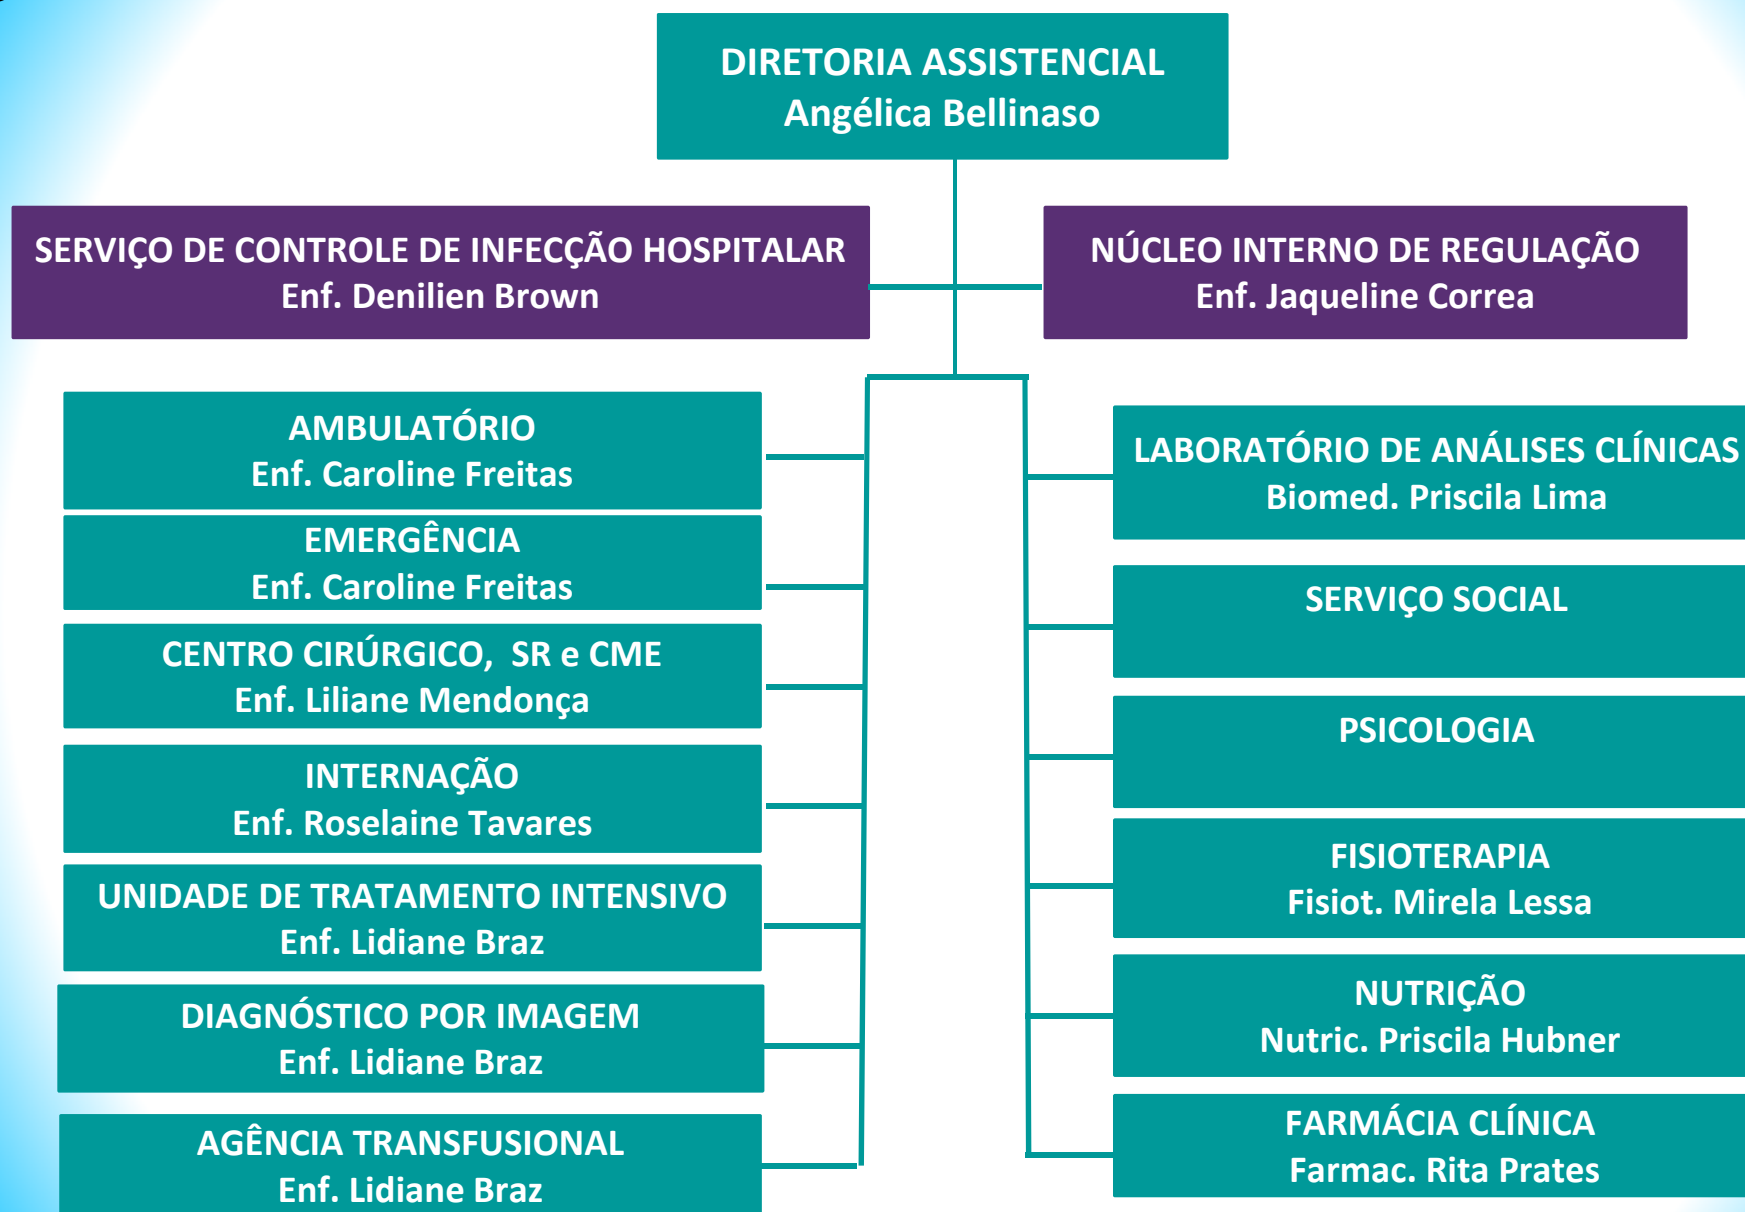 DIRETORIA ASSISTENCIAL
Angélica Bellinaso
SERVIÇO DE CONTROLE DE INFECÇÃO HOSPITALAR
Enf. Denilien Brown
NÚCLEO INTERNO DE REGULAÇÃO
Enf. Jaqueline Correa
AMBULATÓRIO
Enf. Caroline Freitas
EMERGÊNCIA
Enf. Caroline Freitas
CENTRO CIRÚRGICO, SR e CME
Enf. Liliane Mendonça
INTERNAÇÃO
Enf. Roselaine Tavares
UNIDADE DE TRATAMENTO INTENSIVO
Enf. Lidiane Braz
DIAGNÓSTICO POR IMAGEM
Enf. Lidiane Braz
AGÊNCIA TRANSFUSIONAL
Enf. Lidiane Braz
LABORATÓRIO DE ANÁLISES CLÍNICAS
Biomed. Priscila Lima
SERVIÇO SOCIAL
PSICOLOGIA
FISIOTERAPIA
Fisiot. Mirela Lessa
NUTRIÇÃO
Nutric. Priscila Hubner
FARMÁCIA CLÍNICA
Farmac. Rita Prates